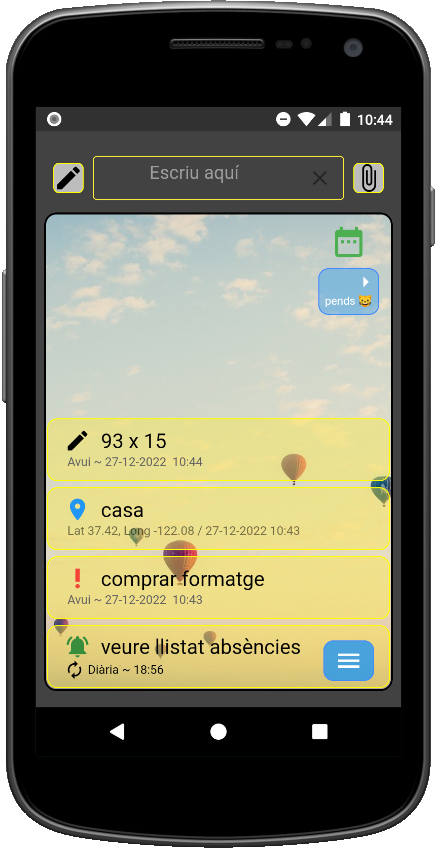 10:44
Escriu aquí
pends 🐱
93 x 15
Avui ~ 27-12-2022 10:44
casa
Lat 37.42, Long -122.08 / 27-12-2022 10:43
comprar formatge
Avui ~ 27-12-2022 10:43
veure llistat absències
Diària ~ 18:56